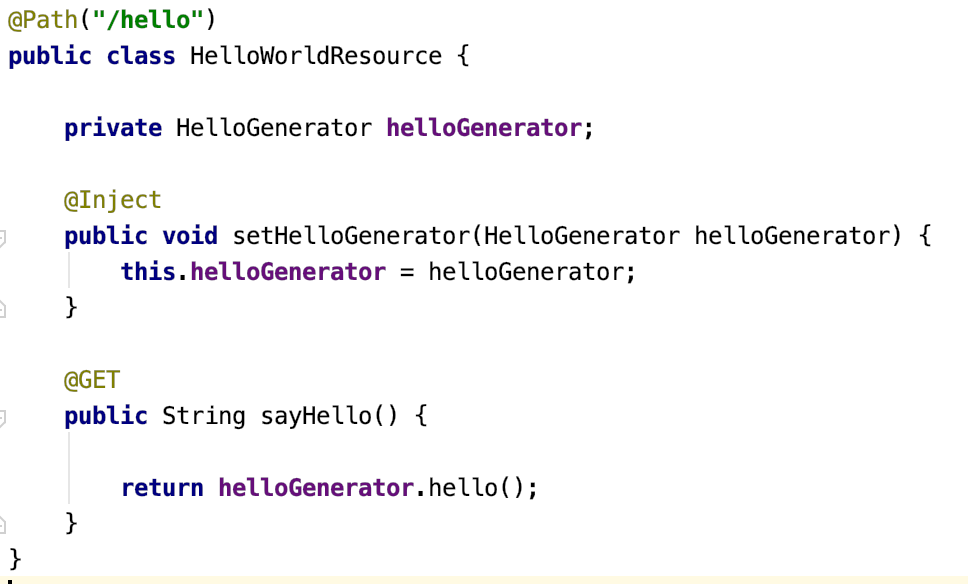 @Path("/hello")
public class HelloWorldResource {
private HelloGenerator helloGenerator;
@Inject
public void setHelloGenerator(HelloGenerator helloGenerator) {
this.helloGenerator = helloGenerator;
}
@GET
public String sayHello() {
return helloGenerator.hello();
}
}